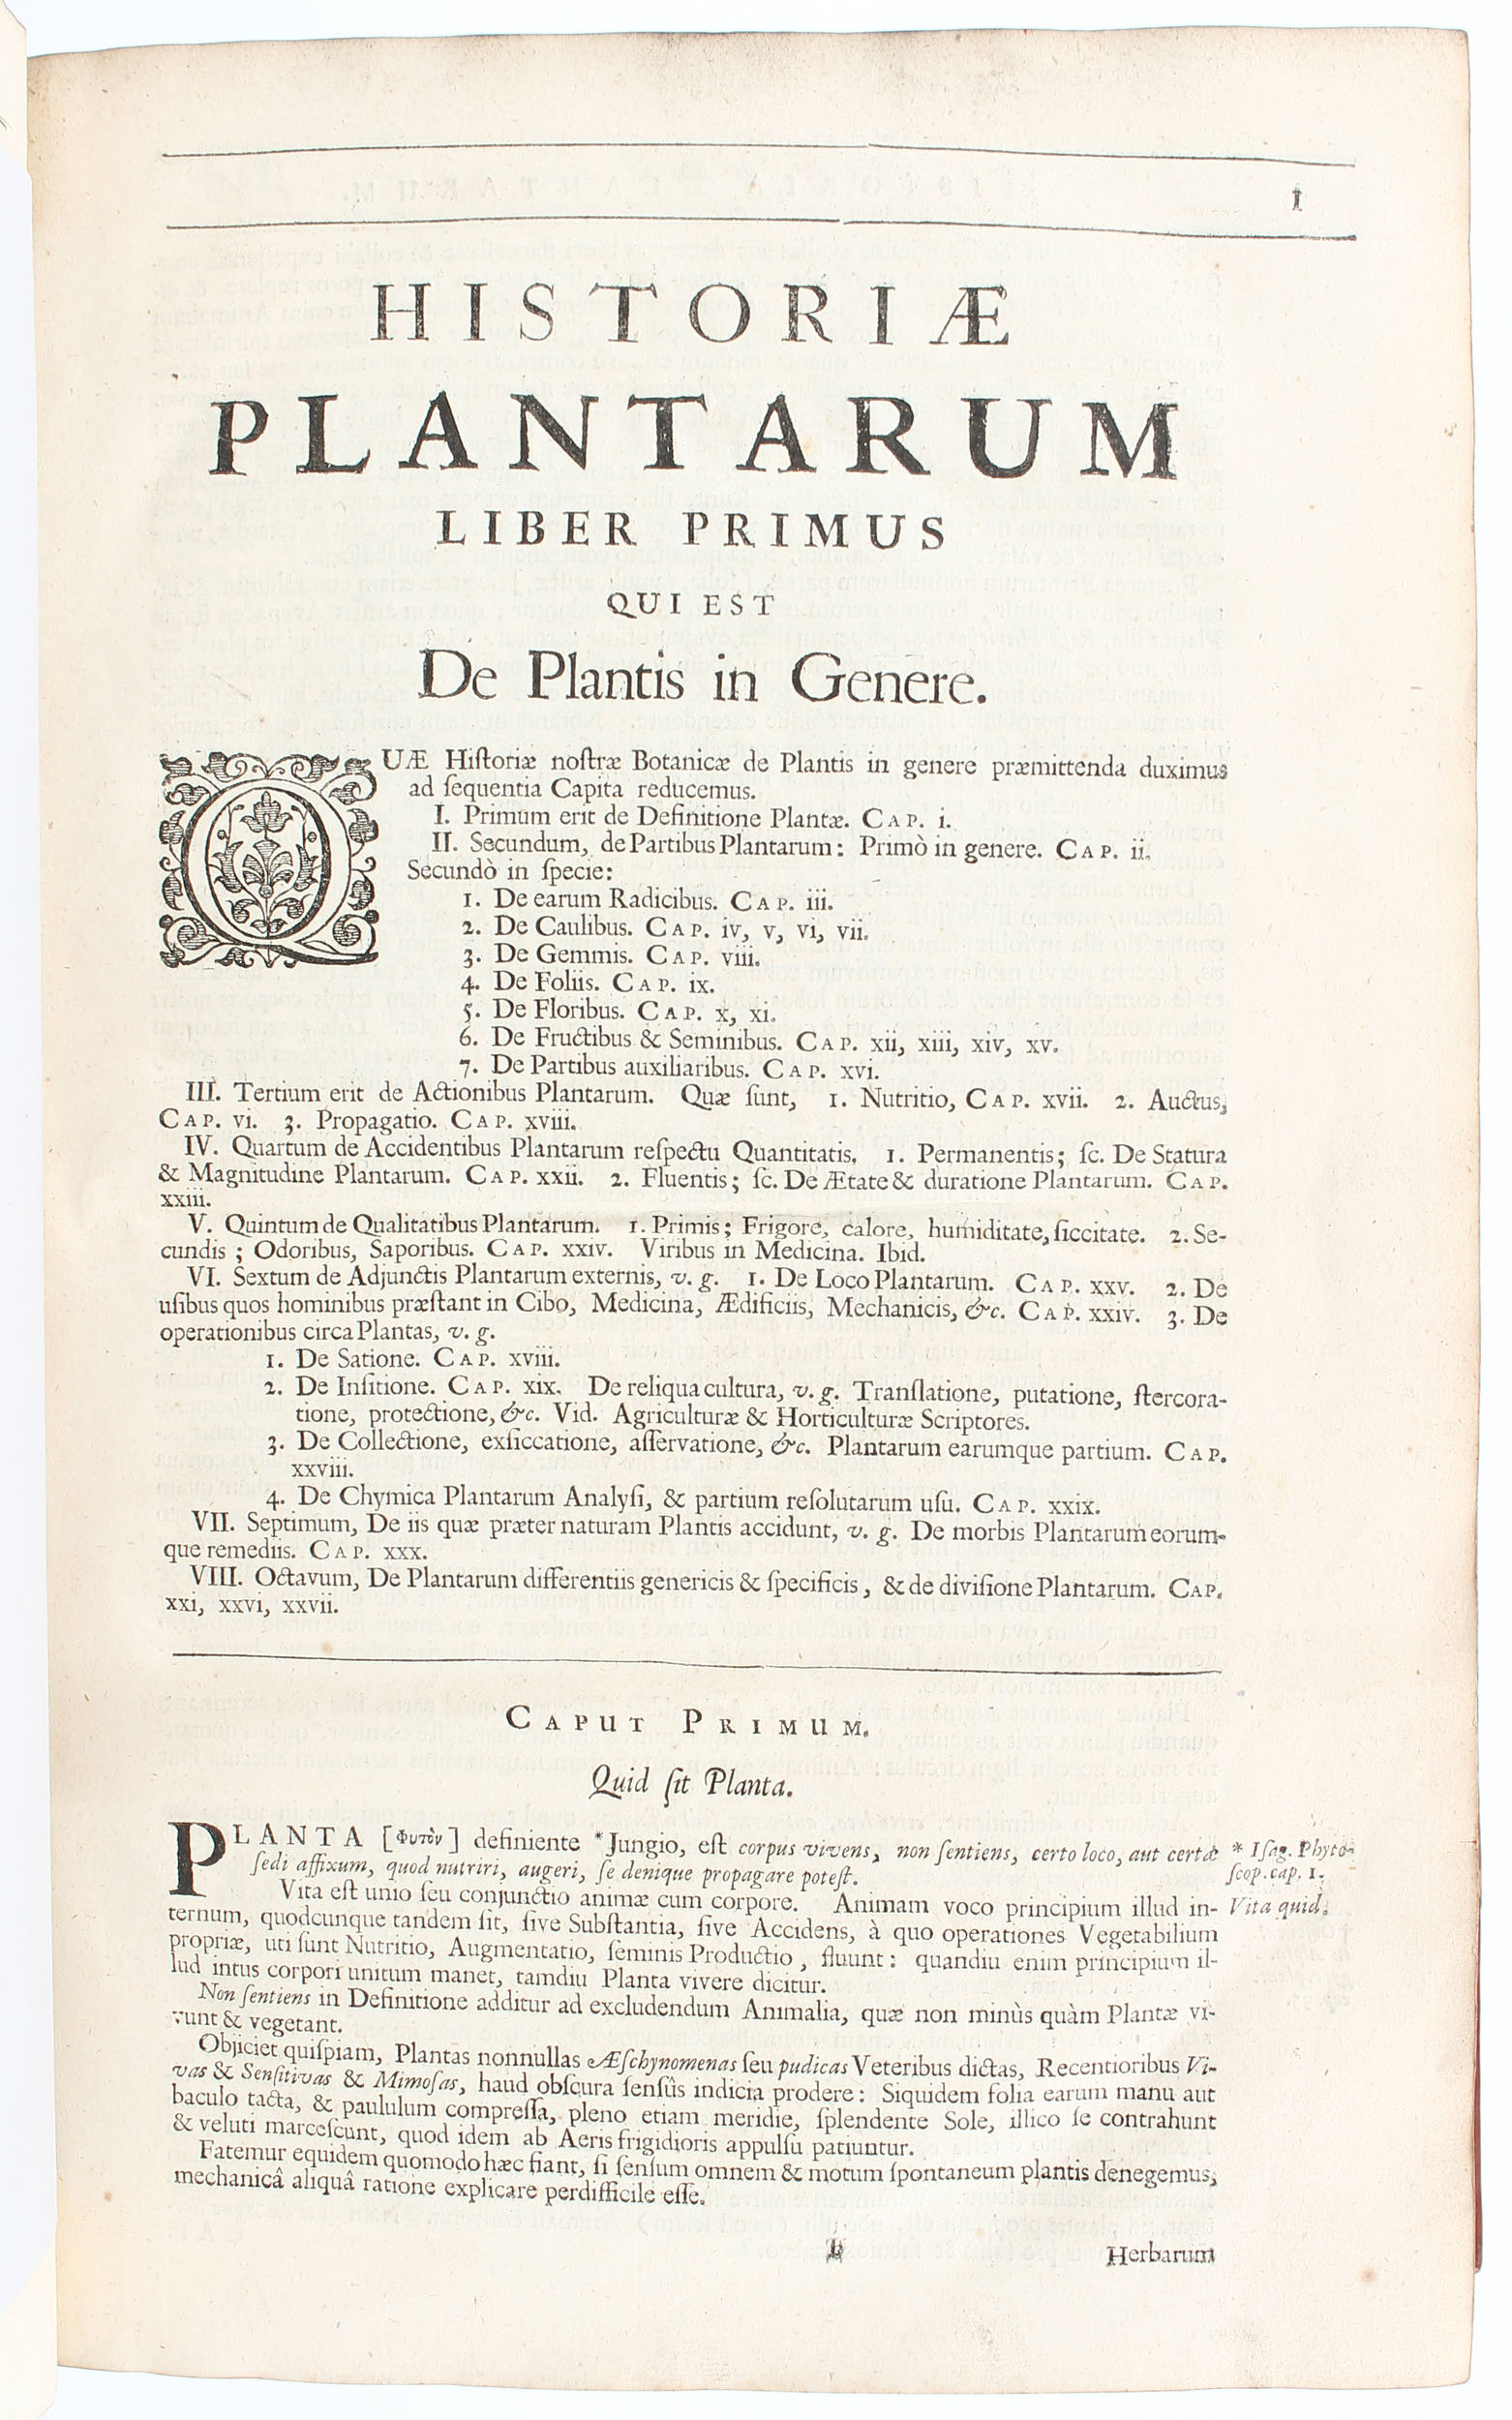 1
HISTORIÆ
PLANTARUM
LIBER PRIMUS
QUI EST
De Plantis in Genere.
QUÆ Hiſtoriæ noſtræ Botanicæ de Plantis in genere præmittenda duximus
ad ſequentia Capita reducemus.
I. Primum erit de Definitione Plantæ. CAP. i.
II. Secundum, de Partibus Plantarum: Primò in genere. CAP. ii.
Secundò in ſpecie:
1. De earum Radicibus. CAP. iii.
2. De Caulibus. CAP. iv, v, vi, vii.
3. De Gemmis. CAP. viii.
4. De Foliis. CAP. ix.
5. De Floribus. CAP. x, xi.
6. De Fructibus & Seminibus. CAP. xii, xiii, xiv, xv.
7. De Partibus auxiliaribus. CAP. xvi.
III. Tertium erit de Actionibus Plantarum. Quæ ſunt, 1. Nutritio, CAP. xvii. 2. Auctus,
CAP. vi. 3. Propagatio. CAP. xviii.
IV. Quartum de Accidentibus Plantarum reſpectu Quantitatis. 1. Permanentis; ſc. De Statura
& Magnitudine Plantarum. CAP. xxii. 2. Fluentis; ſc. De Ætate & duratione Plantarum. CAP.
xxiii.
V. Quintum de Qualitatibus Plantarum. 1. Primis; Frigore, calore, humiditate, ſiccitate. 2. Se-
cundis; Odoribus, Saporibus. CAP. xxiv. Viribus in Medicina. Ibid.
VI. Sextum de Adjunctis Plantarum externis, v. g. 1. De Loco Plantarum. CAP. xxv. 2. De
uſibus quos hominibus præſtant in Cibo, Medicina, Ædificiis, Mechanicis, &c. CAP. xxiv. 3. De
operationibus circa Plantas, v. g.
1. De Satione. CAP. xviii.
2. De Inſitione. CAP. xix. De reliqua cultura, v. g. Tranſlatione, putatione, ſtercora-
tione, protectione, &c. Vid. Agriculturæ & Horticulturæ Scriptores.
3. De Collectione, exſiccatione, aſſervatione, &c. Plantarum earumque partium. CAP.
xxviii.
4. De Chymica Plantarum Analyſi, & partium reſolutarum uſu. CAP. xxix.
VII. Septimum, De iis quæ præter naturam Plantis accidunt, v. g. De morbis Plantarum eorum-
que remediis. CAP. xxx.
VIII. Octavum, De Plantarum differentiis genericis & ſpecificis, & de diviſione Plantarum. CAP.
xxi, xxvi, xxvii.
CAPUT PRIMUM.
Quid ſit Planta.
PLANTA [Φυτὸν] definiente *Jungio, eſt corpus vivens, non ſentiens, certo loco, aut certæ
ſedi affixum, quod nutriri, augeri, ſe denique propagare poteſt.
* Iſag. Phyto-
ſcop. cap. 1.
Vita eſt unio ſeu conjunctio animæ cum corpore. Animam voco principium illud in-
Vita quid.
ternum, quodcunque tandem ſit, ſive Subſtantia, ſive Accidens, à quo operationes Vegetabilium
propriæ, uti ſunt Nutritio, Augmentatio, ſeminis Productio, fluunt: quandiu enim principium il-
lud intus corpori unitum manet, tamdiu Planta vivere dicitur.
Non ſentiens in Definitione additur ad excludendum Animalia, quæ non minùs quàm Plantæ vi-
vunt & vegetant.
Objiciet quiſpiam, Plantas nonnullas Æſchynomenas ſeu pudicas Veteribus dictas, Recentioribus Vi-
vas & Senſitivas & Mimoſas, haud obſcura ſenſûs indicia prodere: Siquidem folia earum manu aut
baculo tacta, & paululum compreſſa, pleno etiam meridie, ſplendente Sole, illico ſe contrahunt
& veluti marceſcunt, quod idem ab Aeris frigidioris appulſu patiuntur.
Fatemur equidem quomodo hæc fiant, ſi ſenſum omnem & motum ſpontaneum plantis denegemus,
mechanicâ aliquâ ratione explicare perdifficile eſſe.
B
Herbarum